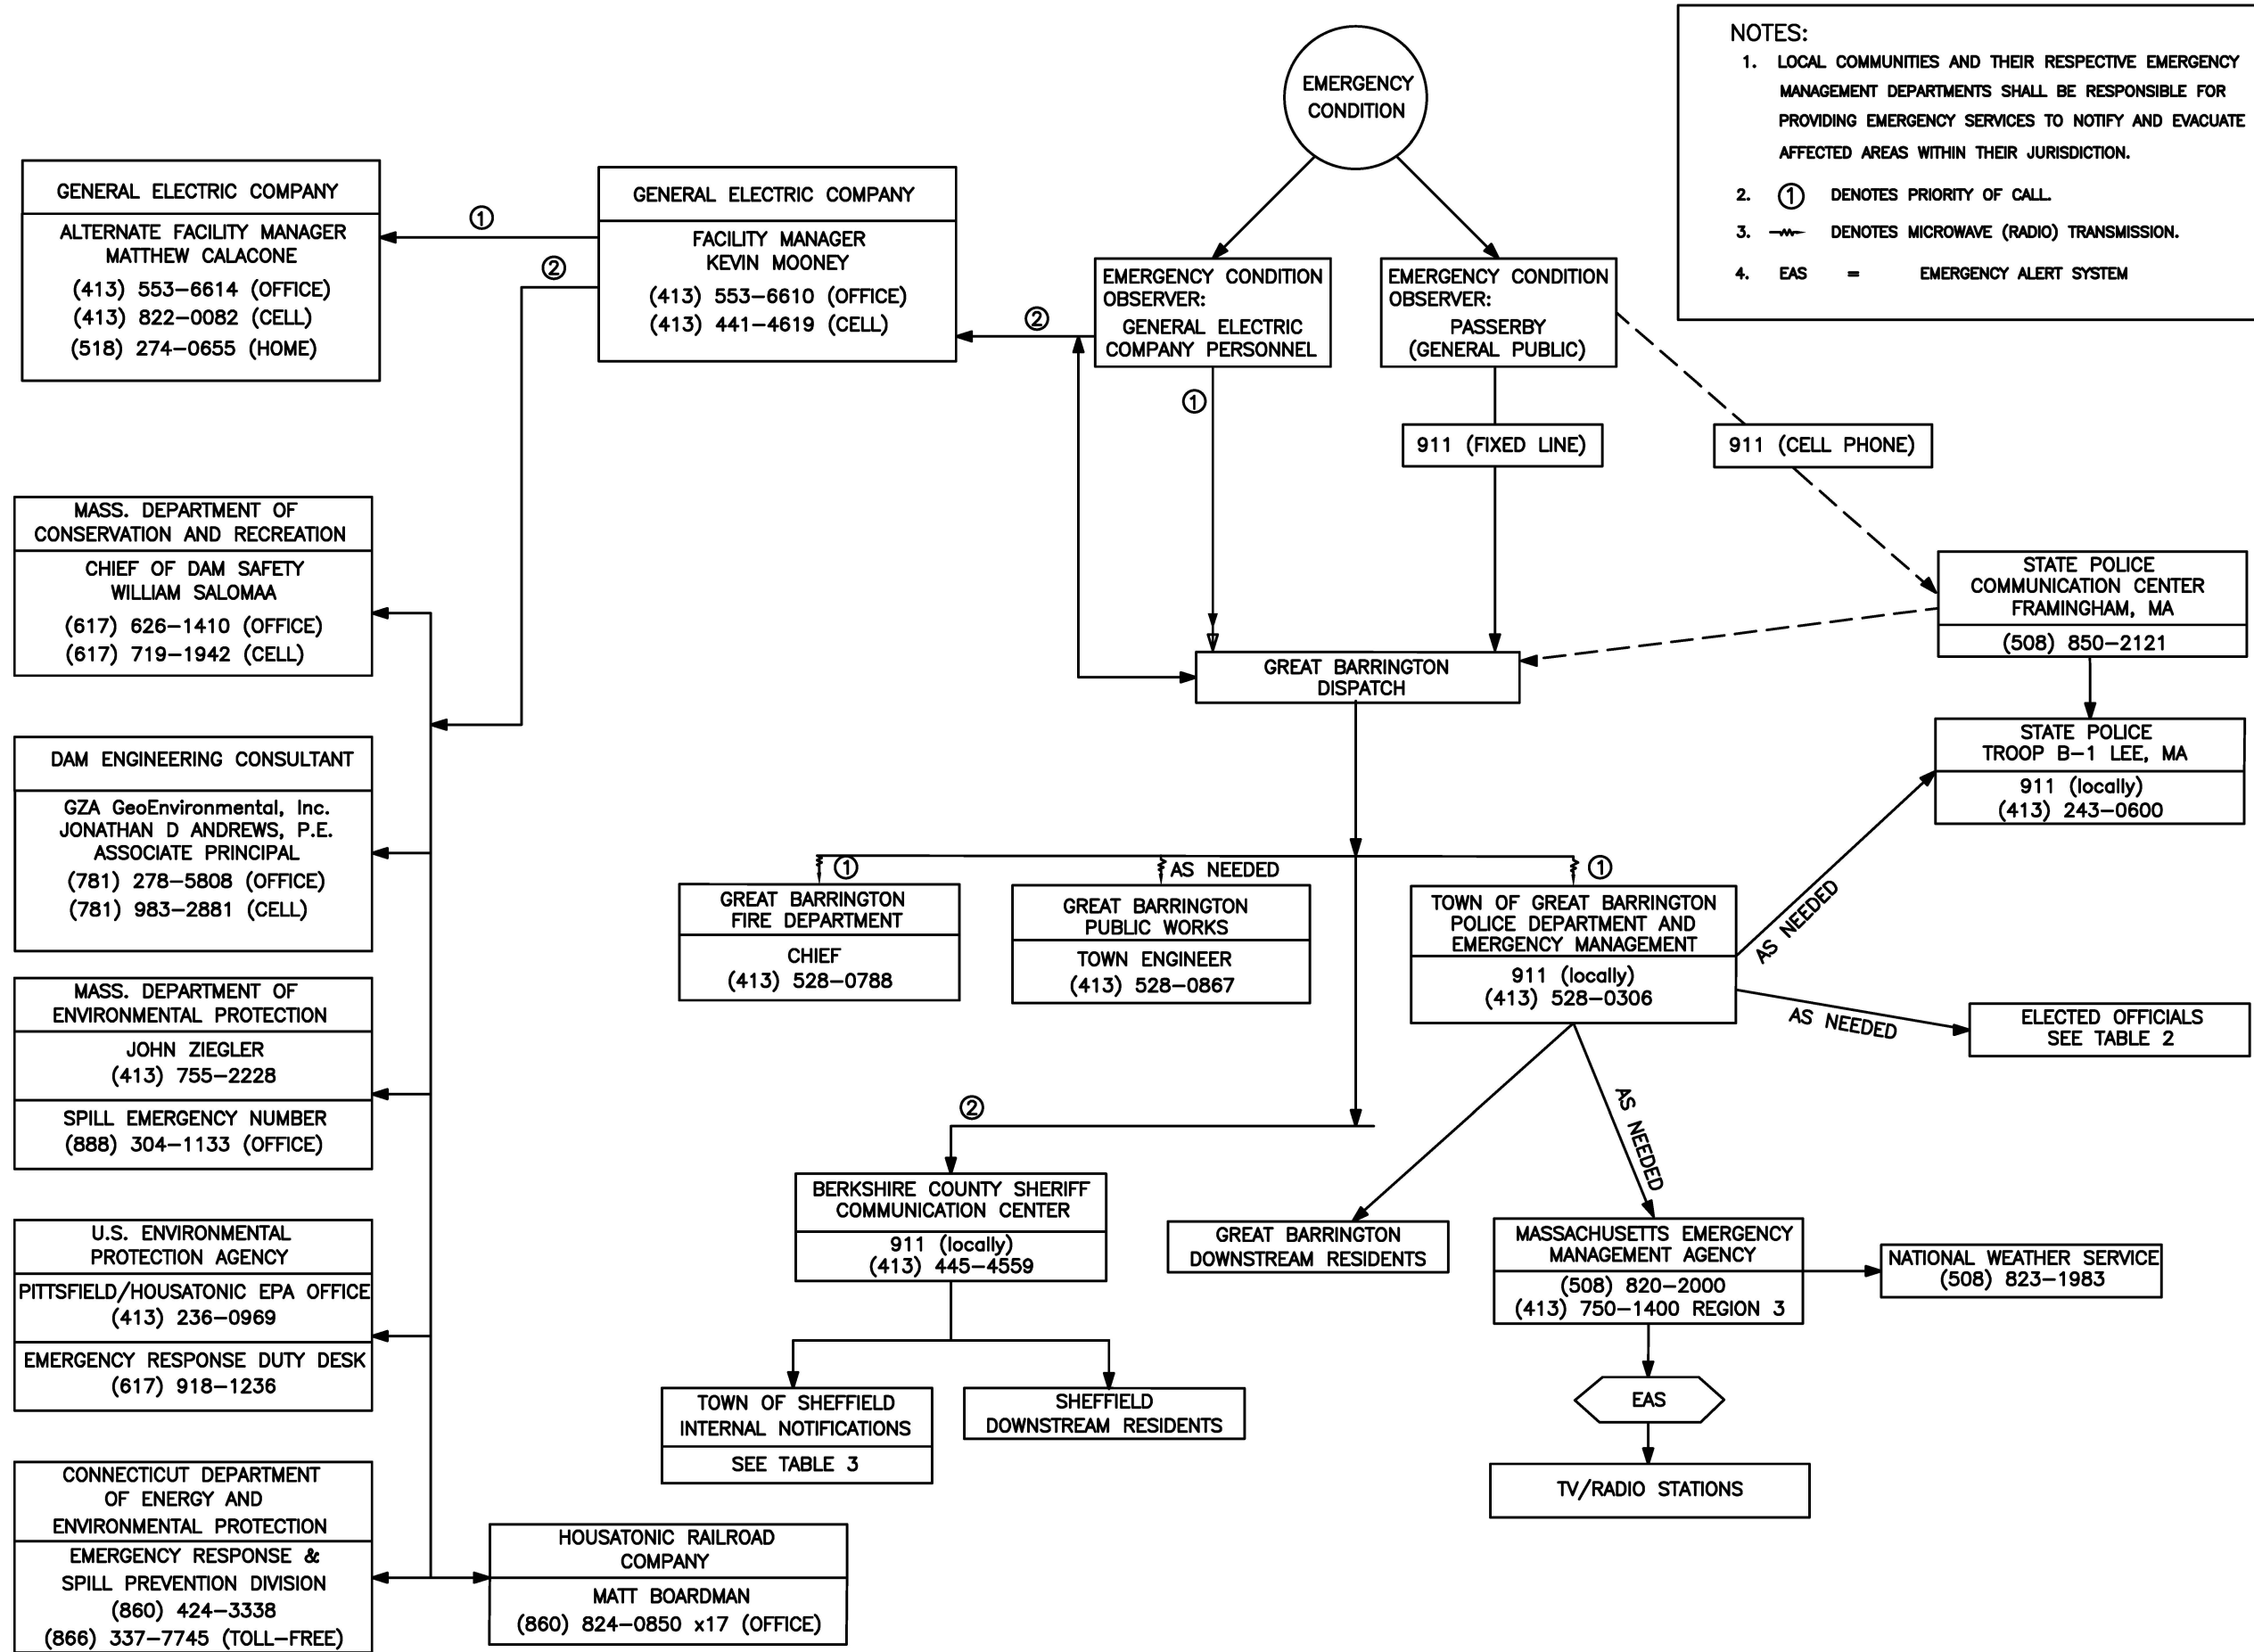 EMERGENCY
CONDITION
NOTES:
1. LOCAL COMMUNITIES AND THEIR RESPECTIVE EMERGENCY
MANAGEMENT DEPARTMENTS SHALL BE RESPONSIBLE FOR
PROVIDING EMERGENCY SERVICES TO NOTIFY AND EVACUATE
AFFECTED AREAS WITHIN THEIR JURISDICTION.
2. ① DENOTES PRIORITY OF CALL.
3. DENOTES MICROWAVE (RADIO) TRANSMISSION.
4. EAS = EMERGENCY ALERT SYSTEM
GENERAL ELECTRIC COMPANY
ALTERNATE FACILITY MANAGER
MATTHEW CALACONE
(413) 553-6614 (OFFICE)
(413) 822-0082 (CELL)
(518) 274-0655 (HOME)
①
②
GENERAL ELECTRIC COMPANY
FACILITY MANAGER
KEVIN MOONEY
(413) 553-6610 (OFFICE)
(413) 441-4619 (CELL)
②
EMERGENCY CONDITION
OBSERVER:
GENERAL ELECTRIC
COMPANY PERSONNEL
①
EMERGENCY CONDITION
OBSERVER:
PASSERBY
(GENERAL PUBLIC)
911 (FIXED LINE)
911 (CELL PHONE)
STATE POLICE
COMMUNICATION CENTER
FRAMINGHAM, MA
(508) 850-2121
STATE POLICE
TROOP B-1 LEE, MA
911 (locally)
(413) 243-0600
GREAT BARRINGTON
DISPATCH
MASS. DEPARTMENT OF
CONSERVATION AND RECREATION
CHIEF OF DAM SAFETY
WILLIAM SALOMAA
(617) 626-1410 (OFFICE)
(617) 719-1942 (CELL)
DAM ENGINEERING CONSULTANT
GZA GeoEnvironmental, Inc.
JONATHAN D ANDREWS, P.E.
ASSOCIATE PRINCIPAL
(781) 278-5808 (OFFICE)
(781) 983-2881 (CELL)
MASS. DEPARTMENT OF
ENVIRONMENTAL PROTECTION
JOHN ZIEGLER
(413) 755-2228
SPILL EMERGENCY NUMBER
(888) 304-1133 (OFFICE)
U.S. ENVIRONMENTAL
PROTECTION AGENCY
PITTSFIELD/HOUSATONIC EPA OFFICE
(413) 236-0969
EMERGENCY RESPONSE DUTY DESK
(617) 918-1236
CONNECTICUT DEPARTMENT
OF ENERGY AND
ENVIRONMENTAL PROTECTION
EMERGENCY RESPONSE &
SPILL PREVENTION DIVISION
(860) 424-3338
(866) 337-7745 (TOLL-FREE)
HOUSATONIC RAILROAD
COMPANY
MATT BOARDMAN
(860) 824-0850 x17 (OFFICE)
①
GREAT BARRINGTON
FIRE DEPARTMENT
CHIEF
(413) 528-0788
AS NEEDED
GREAT BARRINGTON
PUBLIC WORKS
TOWN ENGINEER
(413) 528-0867
①
TOWN OF GREAT BARRINGTON
POLICE DEPARTMENT AND
EMERGENCY MANAGEMENT
911 (locally)
(413) 528-0306
AS NEEDED
AS NEEDED
ELECTED OFFICIALS
SEE TABLE 2
AS NEEDED
②
BERKSHIRE COUNTY SHERIFF
COMMUNICATION CENTER
911 (locally)
(413) 445-4559
GREAT BARRINGTON
DOWNSTREAM RESIDENTS
MASSACHUSETTS EMERGENCY
MANAGEMENT AGENCY
(508) 820-2000
(413) 750-1400 REGION 3
NATIONAL WEATHER SERVICE
(508) 823-1983
TOWN OF SHEFFIELD
INTERNAL NOTIFICATIONS
SEE TABLE 3
SHEFFIELD
DOWNSTREAM RESIDENTS
EAS
TV/RADIO STATIONS